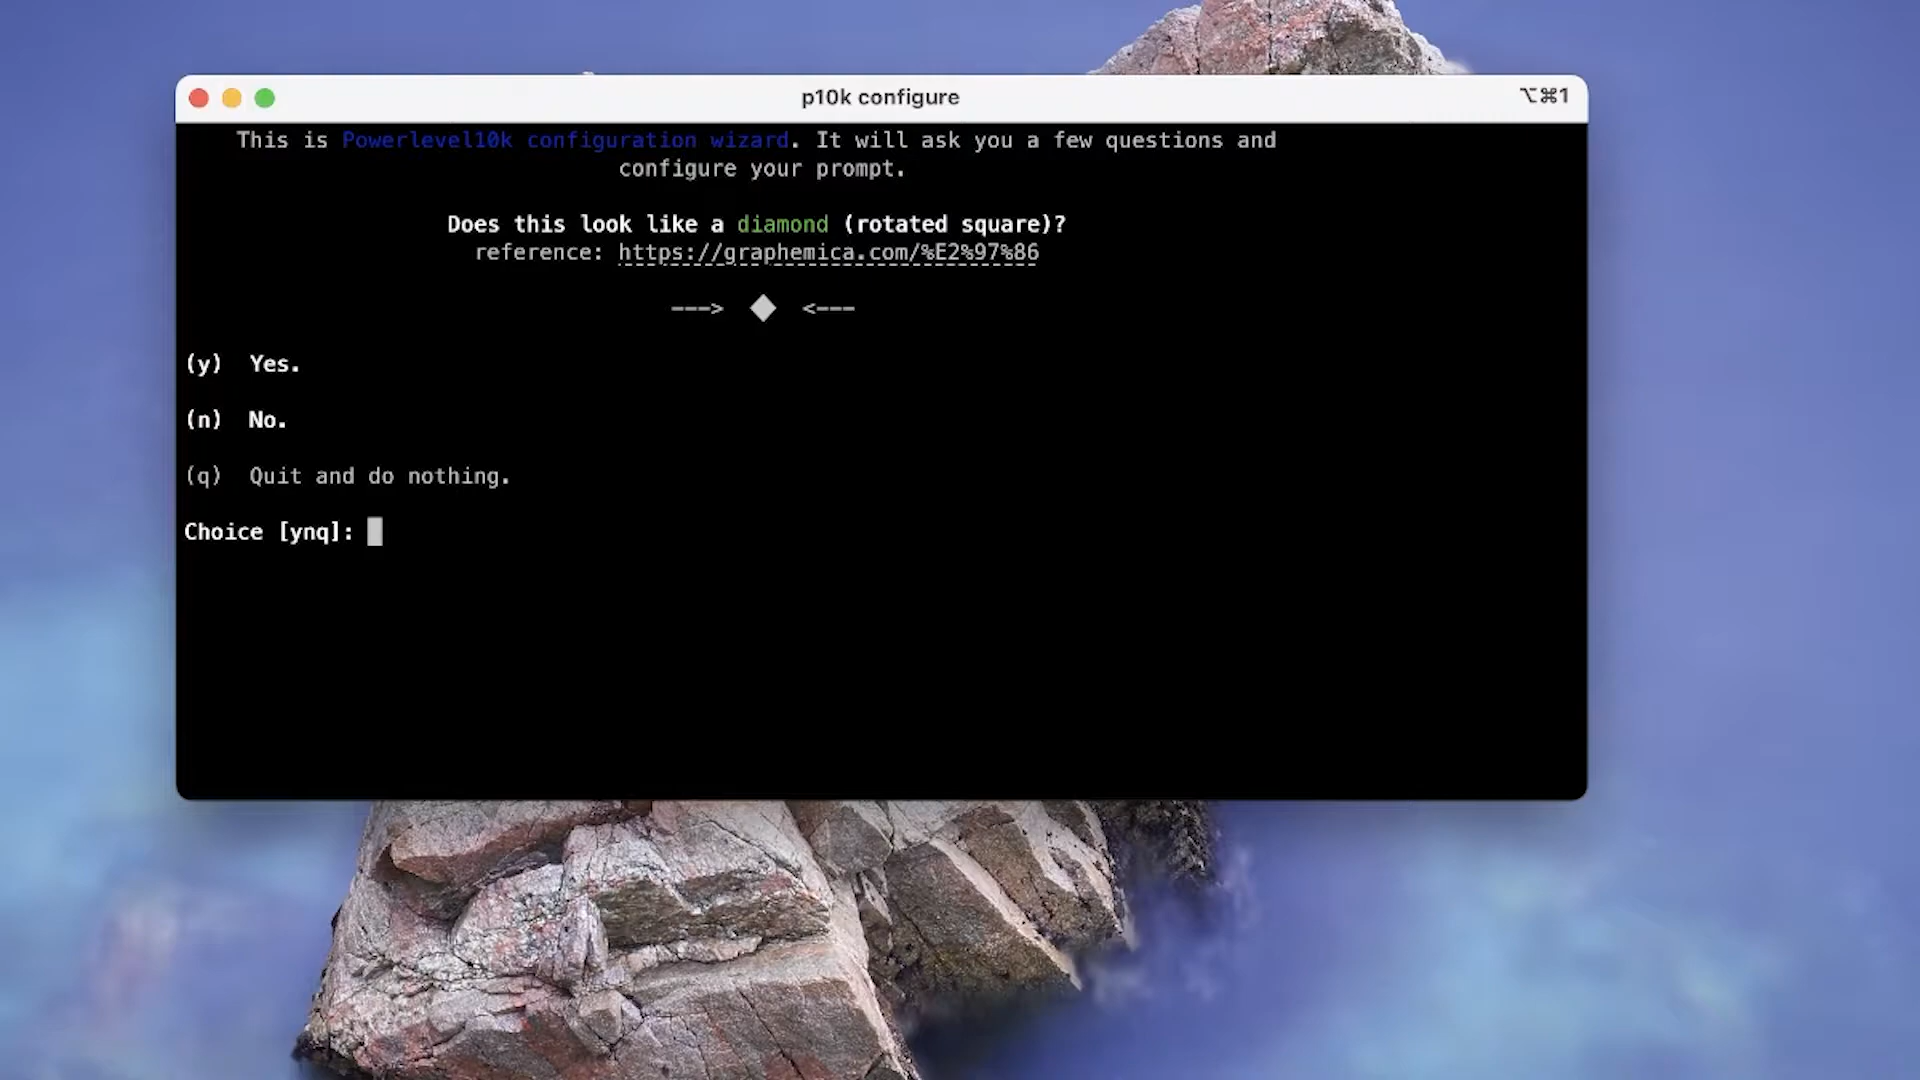 p10k configure
⌥⌘1
This is Powerlevel10k configuration wizard. It will ask you a few questions and
configure your prompt.
Does this look like a diamond (rotated square)?
reference: https://graphemica.com/%E2%97%86
---> ◆ <---
(y) Yes.
(n) No.
(q) Quit and do nothing.
Choice [ynq]: